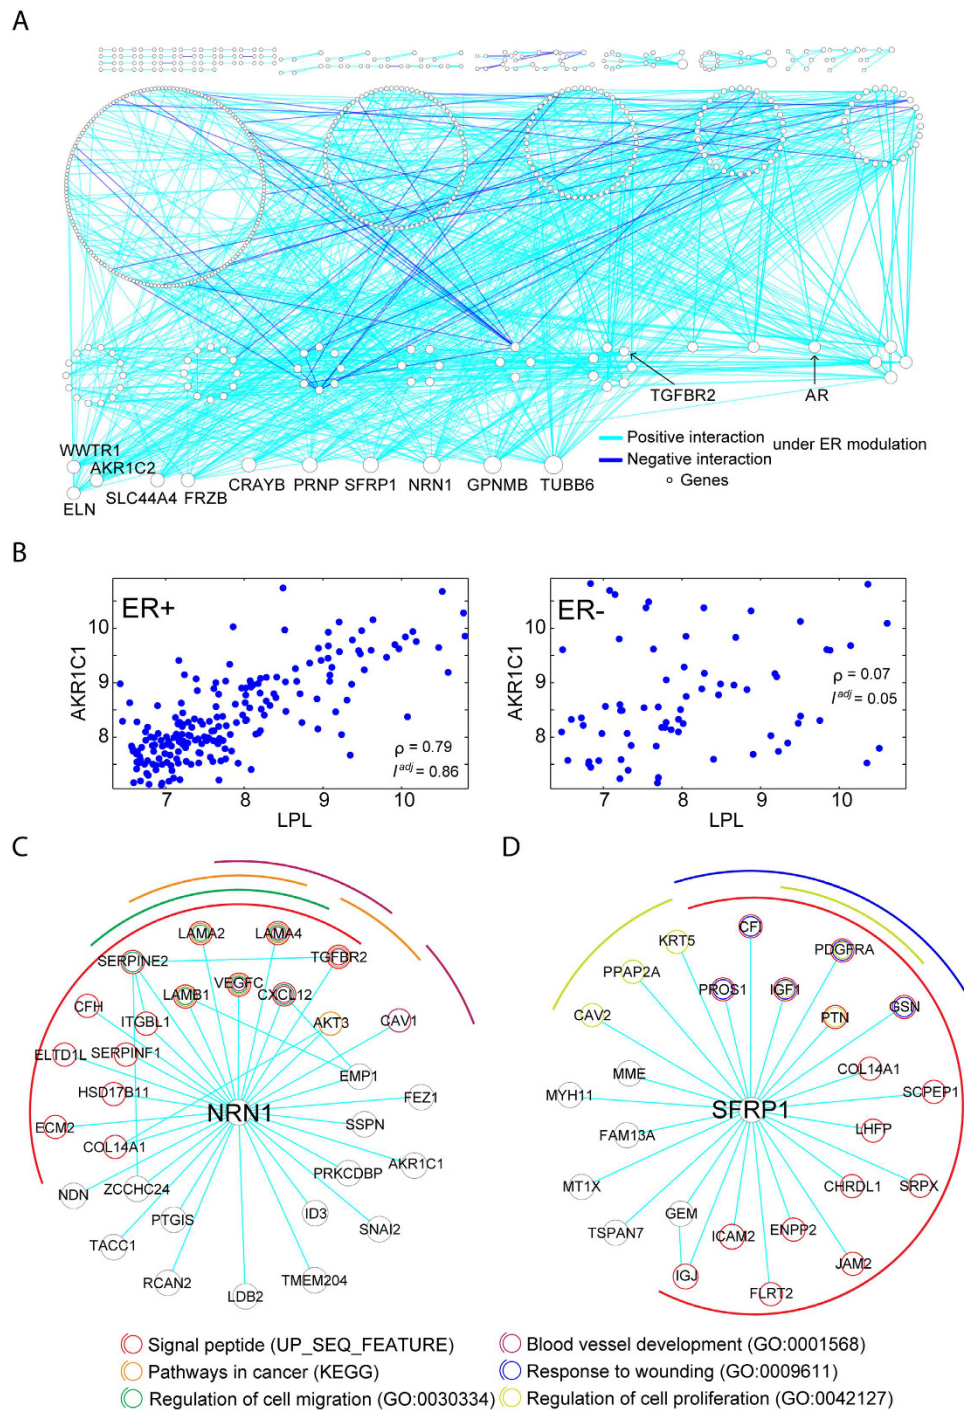 A
TGFBR2
AR
Positive interaction
under ER modulation
Negative interaction
Genes
WWTR1
AKR1C2
SLC44A4
FRZB
ELN
CRAYB
PRNP
SFRP1
NRN1
GPNMB
TUBB6
B
ER+
AKR1C1
10
9
8
ρ = 0.79
I^adj = 0.86
7
8
9
10
LPL
ER-
AKR1C1
10
9
8
ρ = 0.07
I^adj = 0.05
7
8
9
10
LPL
C
LAMA2
LAMA4
SERPINE2
TGFBR2
VEGFC
LAMB1
CXCL12
CFH
ITGBL1
AKT3
CAV1
ELTD1L
SERPINF1
EMP1
HSD17B11
FEZ1
NRN1
ECM2
SSPN
COL14A1
AKR1C1
PRKCDBP
NDN
ZCCHC24
PTGIS
ID3
SNAI2
TACC1
RCAN2
TMEM204
LDB2
D
CFI
KRT5
PDGFRA
PPAP2A
PROS1
IGF1
CAV2
PTN
GSN
COL14A1
MME
SCPEP1
MYH11
SFRP1
FAM13A
LHFP
MT1X
CHRDL1
SRPX
GEM
TSPAN7
ICAM2
ENPP2
IGJ
JAM2
FLRT2
Signal peptide (UP_SEQ_FEATURE)
Pathways in cancer (KEGG)
Regulation of cell migration (GO:0030334)
Blood vessel development (GO:0001568)
Response to wounding (GO:0009611)
Regulation of cell proliferation (GO:0042127)